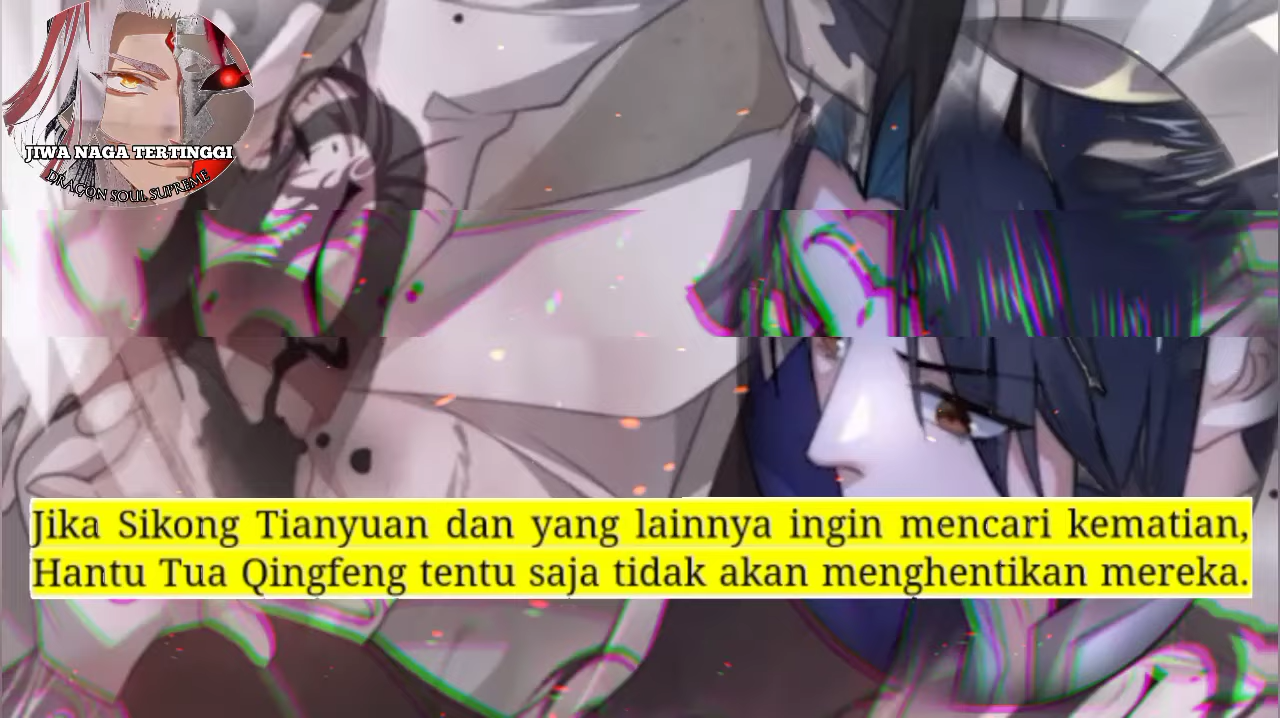 JIWA NAGA TERTINGGI
DRAGON SOUL SUPREME
Jika Sikong Tianyuan dan yang lainnya ingin mencari kematian,
Hantu Tua Qingfeng tentu saja tidak akan menghentikan mereka.